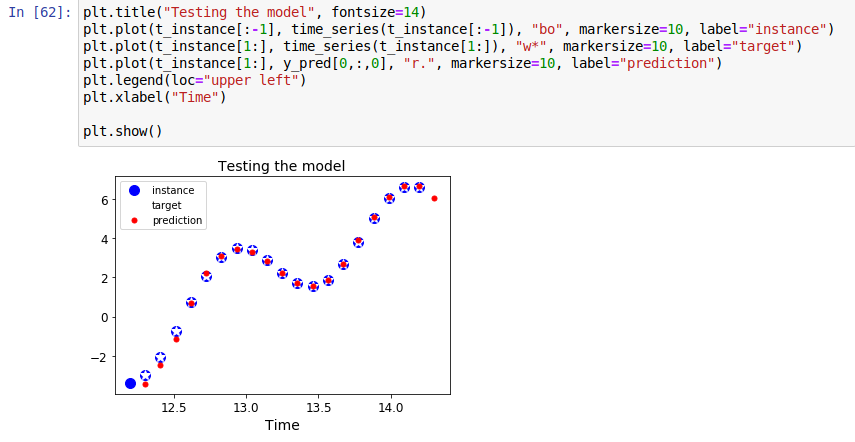 In [62]: plt.title("Testing the model", fontsize=14)
plt.plot(t_instance[:-1], time_series(t_instance[:-1]), "bo", markersize=10, label="instance")
plt.plot(t_instance[1:], time_series(t_instance[1:]), "w*", markersize=10, label="target")
plt.plot(t_instance[1:], y_pred[0,:,0], "r.", markersize=10, label="prediction")
plt.legend(loc="upper left")
plt.xlabel("Time")
plt.show()
Testing the model
instance
target
prediction
6
4
2
0
−2
12.5 13.0 13.5 14.0
Time